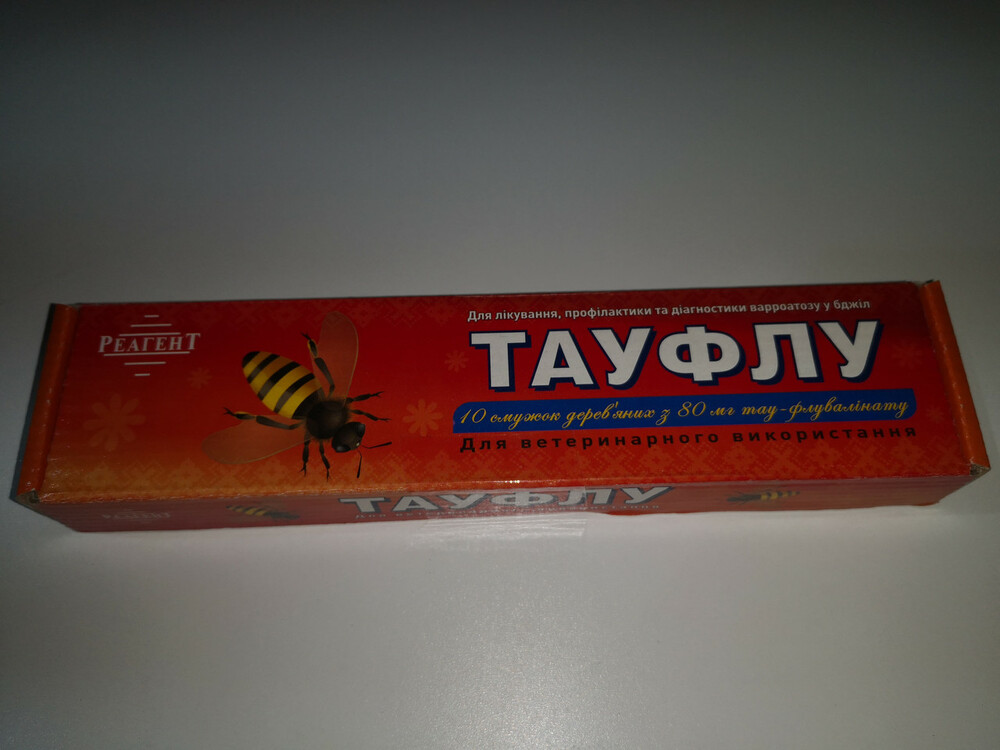 РЕАГЕНТ
Для лікування, профілактики та діагностики варроатозу у бджіл
ТАУФЛУ
10 смужок дерев'яних з 80 мг тау-флувалінату
Для ветеринарного використання
РЕАГЕНТ
ТАУФЛУ